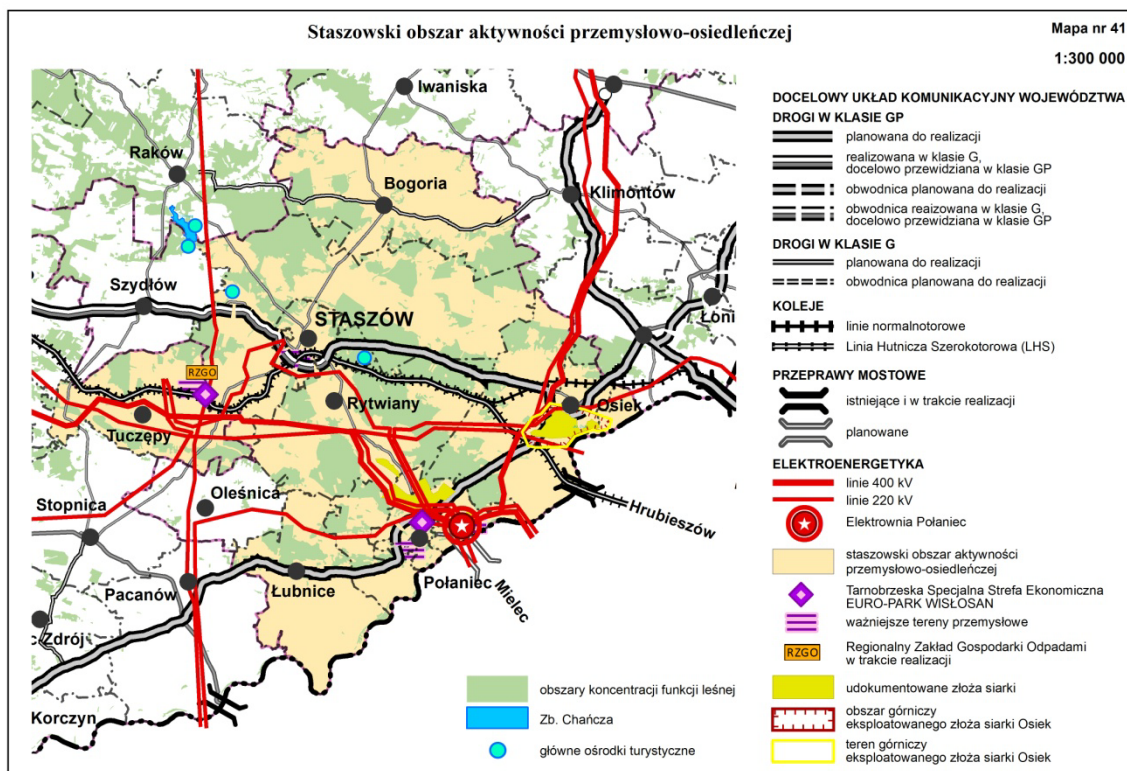 Staszowski obszar aktywności przemysłowo-osiedleńczej
Mapa nr 41
1:300 000
Iwaniska
Raków
Bogoria
Klimontów
Szydłów
STASZÓW
Łoni
RZGO
Rytwiany
Osiek
Tuczępy
Stopnica
Oleśnica
Hrubieszów
Połaniec
Mielec
Pacanów
Łubnice
c-Zdrój
Korczyn
DOCELOWY UKŁAD KOMUNIKACYJNY WOJEWÓDZTWA
DROGI W KLASIE GP
planowana do realizacji
realizowana w klasie G,
docelowo przewidziana w klasie GP
obwodnica planowana do realizacji
obwodnica reaizowana w klasie G,
docelowo przewidziana w klasie GP
DROGI W KLASIE G
planowana do realizacji
obwodnica planowana do realizacji
KOLEJE
linie normalnotorowe
Linia Hutnicza Szerokotorowa (LHS)
PRZEPRAWY MOSTOWE
istniejące i w trakcie realizacji
planowane
ELEKTROENERGETYKA
linie 400 kV
linie 220 kV
Elektrownia Połaniec
staszowski obszar aktywności
przemysłowo-osiedleńczej
Tarnobrzeska Specjalna Strefa Ekonomiczna
EURO-PARK WISŁOSAN
ważniejsze tereny przemysłowe
RZGO
Regionalny Zakład Gospodarki Odpadami
w trakcie realizacji
udokumentowane złoża siarki
obszar górniczy
eksploatowanego złoża siarki Osiek
teren górniczy
eksploatowanego złoża siarki Osiek
obszary koncentracji funkcji leśnej
Zb. Chańcza
główne ośrodki turystyczne